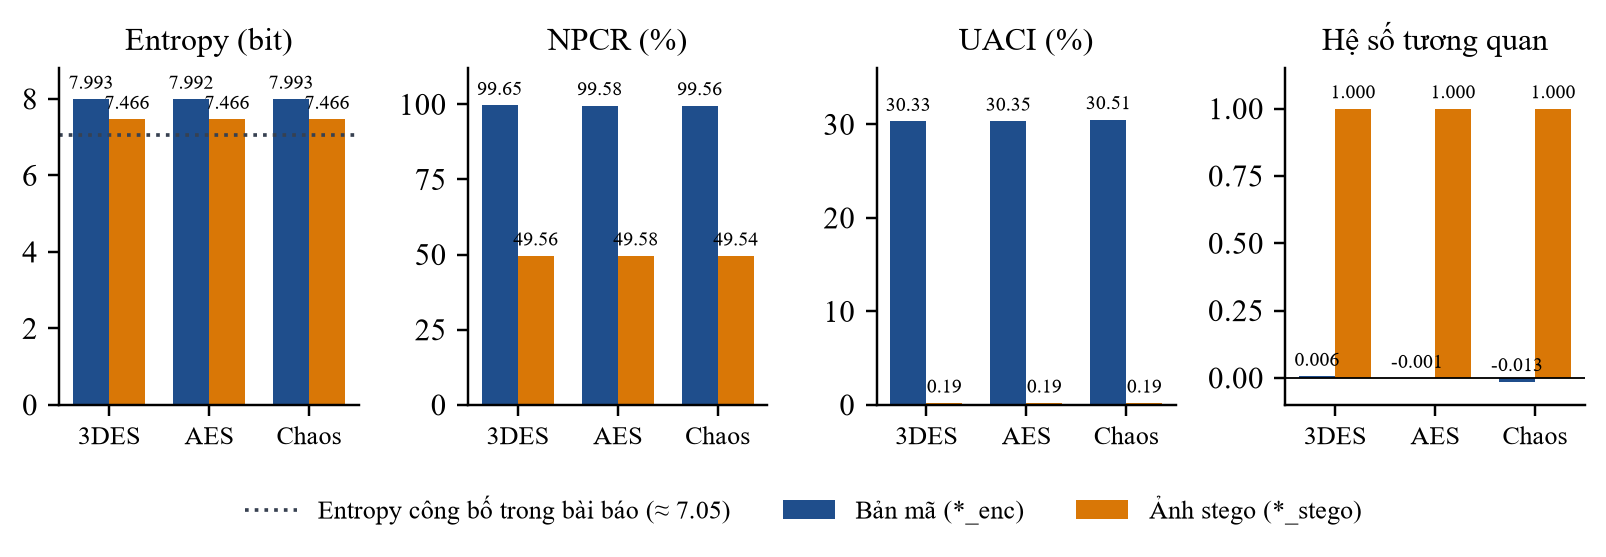 Entropy (bit)
7.993 7.992 7.993
7.466 7.466 7.466
8
6
4
2
0
3DES AES Chaos
NPCR (%)
99.65 99.58 99.56
49.56 49.58 49.54
100
75
50
25
0
3DES AES Chaos
UACI (%)
30.33 30.35 30.51
0.19 0.19 0.19
30
20
10
0
3DES AES Chaos
Hệ số tương quan
1.000 1.000 1.000
0.006 -0.001 -0.013
1.00
0.75
0.50
0.25
0.00
3DES AES Chaos
Entropy công bố trong bài báo (≈ 7.05) Bản mã (*_enc) Ảnh stego (*_stego)